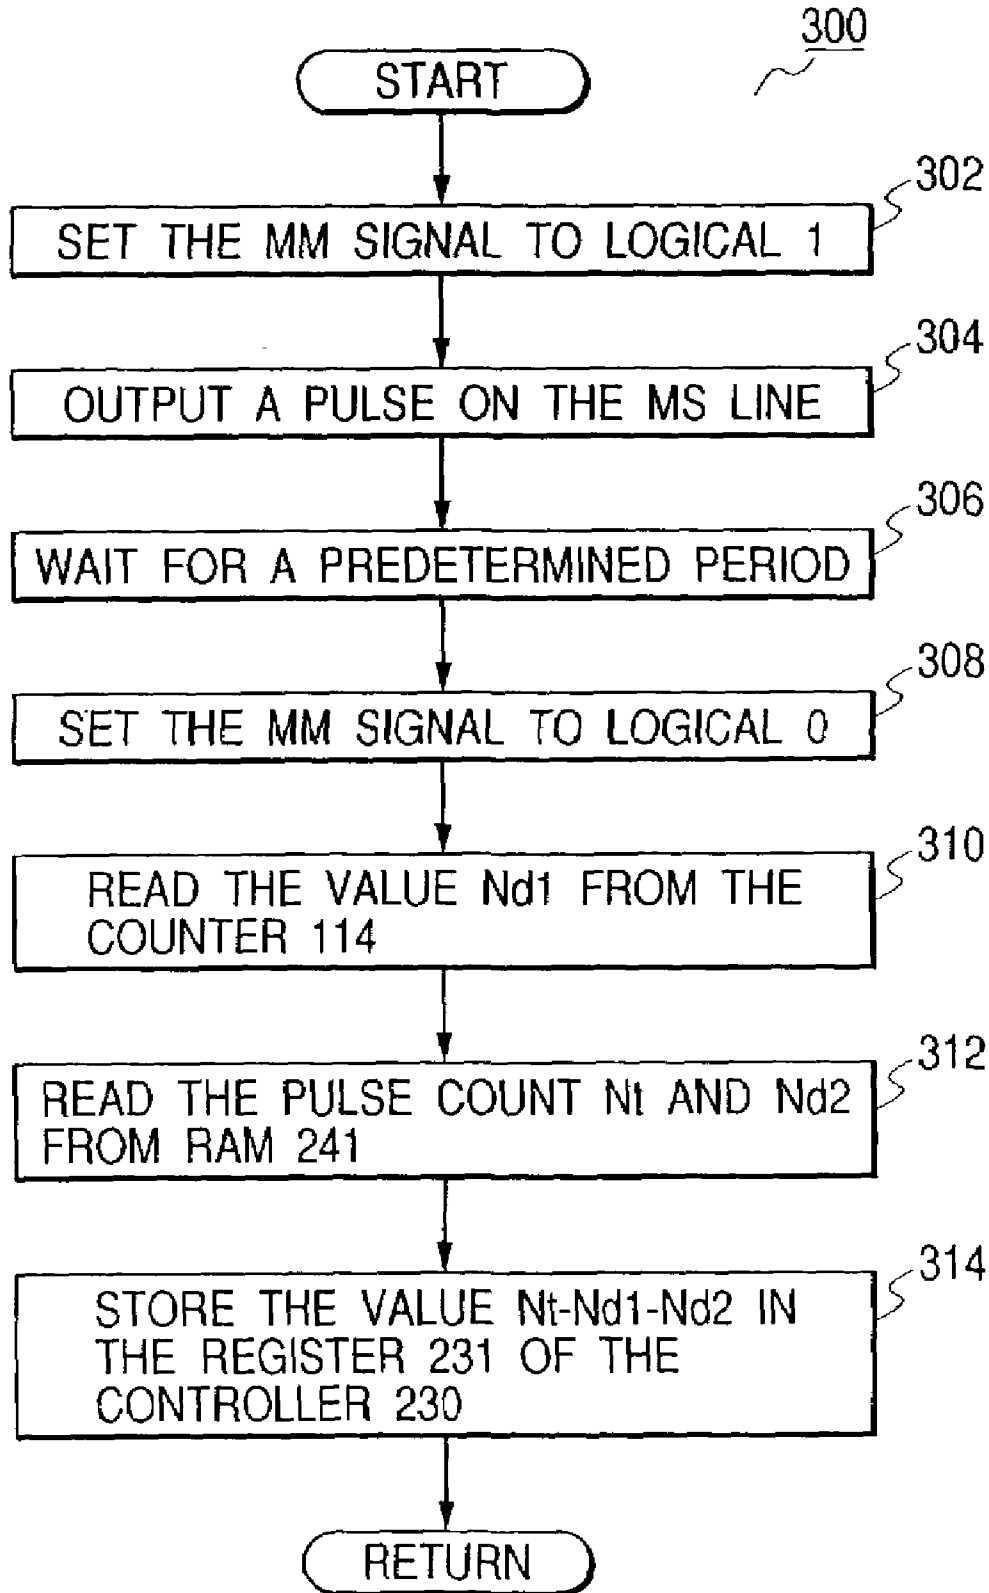 300
START
302
SET THE MM SIGNAL TO LOGICAL 1
304
OUTPUT A PULSE ON THE MS LINE
306
WAIT FOR A PREDETERMINED PERIOD
308
SET THE MM SIGNAL TO LOGICAL 0
310
READ THE VALUE Nd1 FROM THE
COUNTER 114
312
READ THE PULSE COUNT Nt AND Nd2
FROM RAM 241
314
STORE THE VALUE Nt-Nd1-Nd2 IN
THE REGISTER 231 OF THE
CONTROLLER 230
RETURN